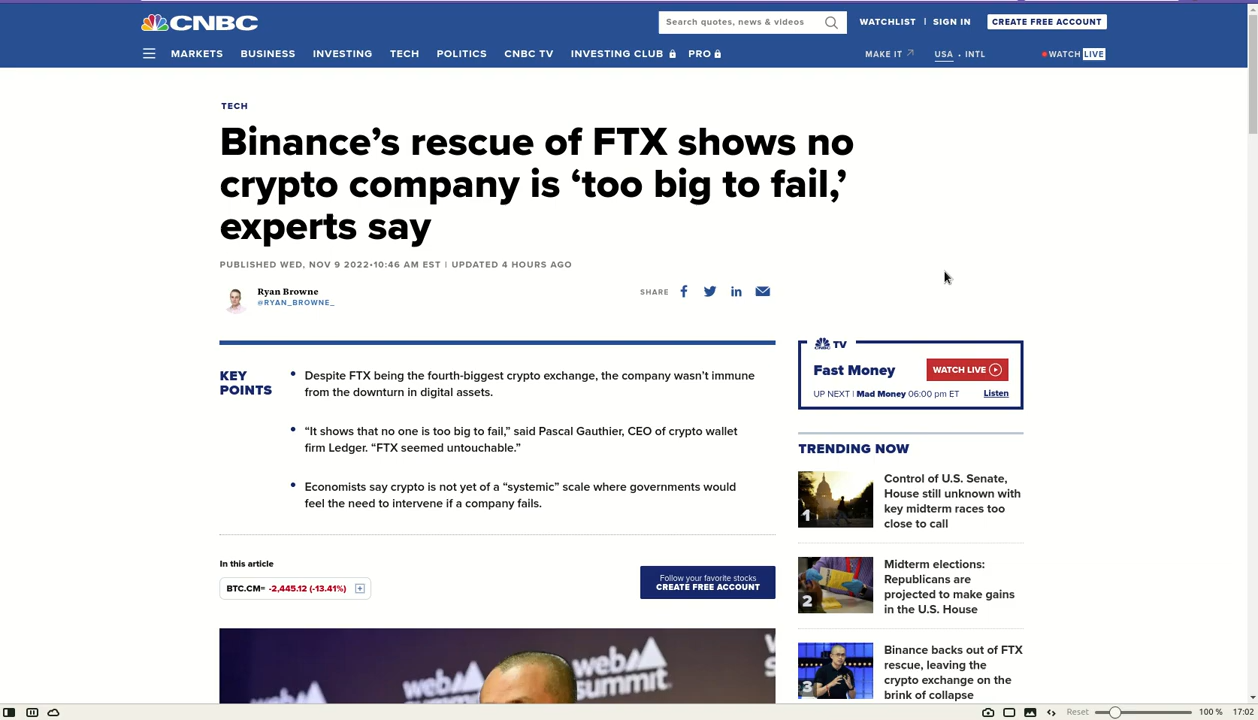 CNBC
Search quotes, news & videos
WATCHLIST | SIGN IN
CREATE FREE ACCOUNT
MARKETS BUSINESS INVESTING TECH POLITICS CNBC TV INVESTING CLUB PRO
MAKE IT USA • INTL WATCH LIVE
TECH
Binance’s rescue of FTX shows no
crypto company is ‘too big to fail,’
experts say
PUBLISHED WED, NOV 9 2022•10:46 AM EST | UPDATED 4 HOURS AGO
Ryan Browne
@RYAN_BROWNE_
SHARE
KEY
POINTS
Despite FTX being the fourth-biggest crypto exchange, the company wasn’t immune
from the downturn in digital assets.
“It shows that no one is too big to fail,” said Pascal Gauthier, CEO of crypto wallet
firm Ledger. “FTX seemed untouchable.”
Economists say crypto is not yet of a “systemic” scale where governments would
feel the need to intervene if a company fails.
In this article
BTC.CM= -2,445.12 (-13.41%)
Follow your favorite stocks
CREATE FREE ACCOUNT
web
summit
web
summit
CNBC TV
Fast Money
WATCH LIVE
UP NEXT | Mad Money 06:00 pm ET
Listen
TRENDING NOW
1
Control of U.S. Senate,
House still unknown with
key midterm races too
close to call
2
Midterm elections:
Republicans are
projected to make gains
in the U.S. House
3
Binance backs out of FTX
rescue, leaving the
crypto exchange on the
brink of collapse
Reset
100 %
17:02